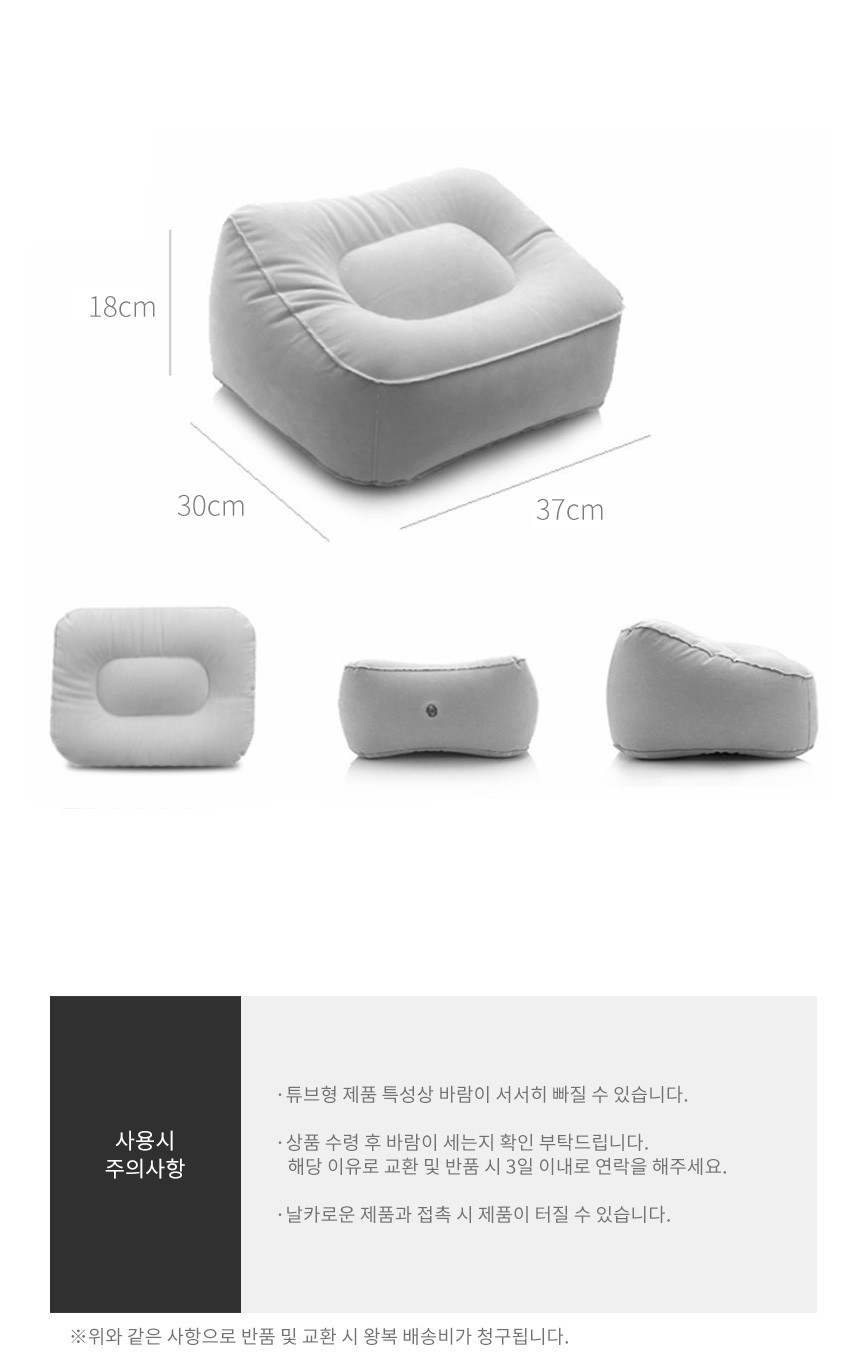 18cm
30cm
37cm
사용시
주의사항
· 튜브형 제품 특성상 바람이 서서히 빠질 수 있습니다.
· 상품 수령 후 바람이 세는지 확인 부탁드립니다.
해당 이유로 교환 및 반품 시 3일 이내로 연락을 해주세요.
· 날카로운 제품과 접촉 시 제품이 터질 수 있습니다.
※위와 같은 사항으로 반품 및 교환 시 왕복 배송비가 청구됩니다.